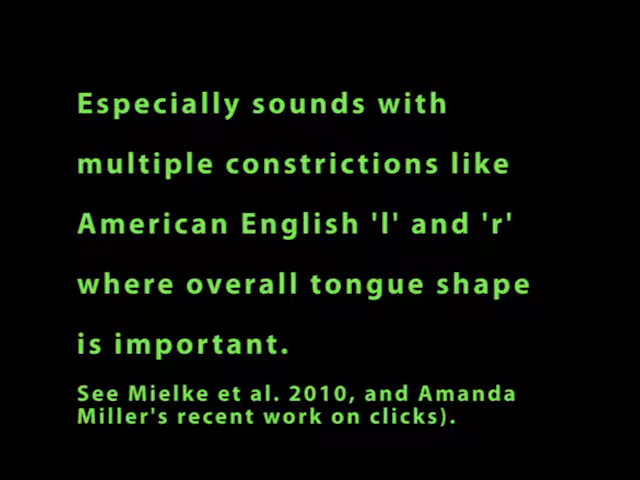 Especially sounds with
multiple constrictions like
American English 'l' and 'r'
where overall tongue shape
is important.
See Mielke et al. 2010, and Amanda
Miller's recent work on clicks).